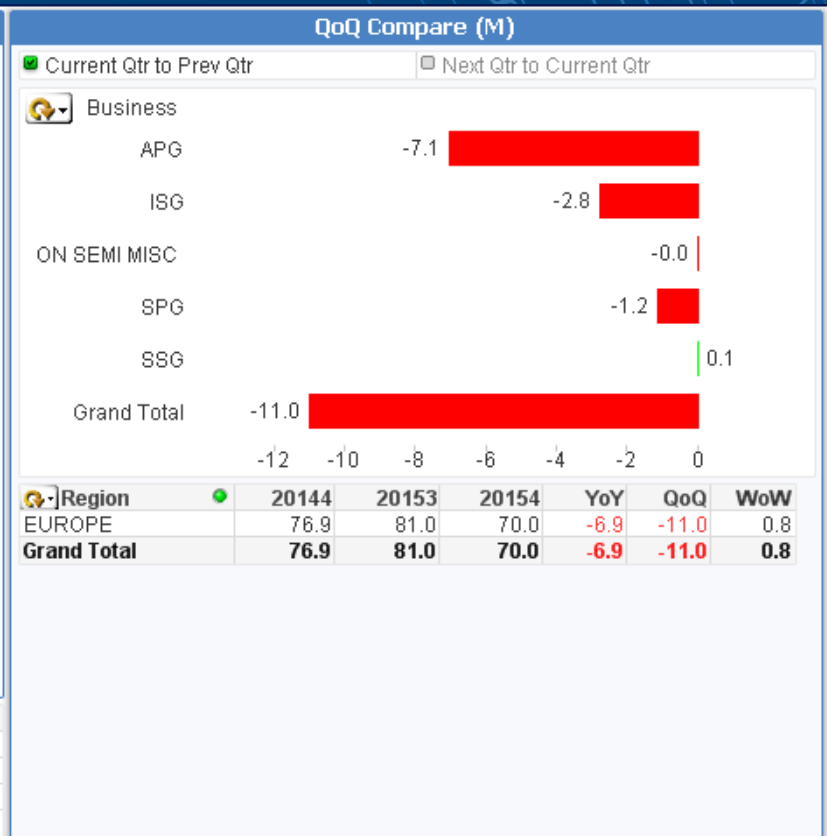 QoQ Compare (M)
Current Qtr to Prev Qtr Next Qtr to Current Qtr
Business
APG -7.1
ISG -2.8
ON SEMI MISC -0.0
SPG -1.2
SSG 0.1
Grand Total -11.0
-12 -10 -8 -6 -4 -2 0
Region 20144 20153 20154 YoY QoQ WoW
EUROPE 76.9 81.0 70.0 -6.9 -11.0 0.8
Grand Total 76.9 81.0 70.0 -6.9 -11.0 0.8